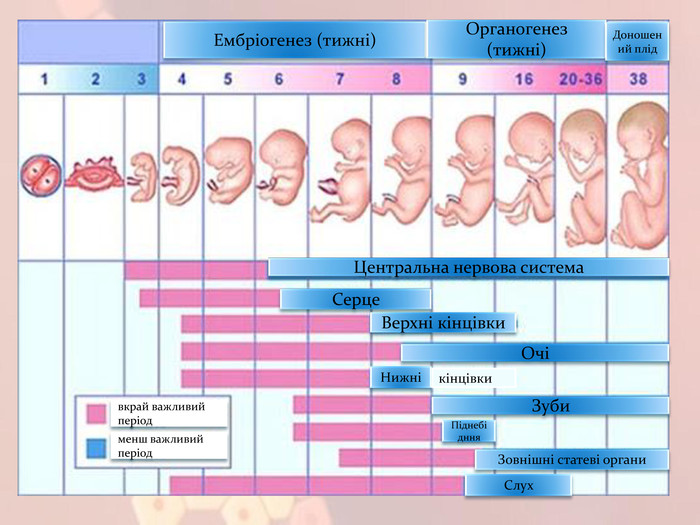 Ембріогенез (тижні)
Органогенез
(тижні)
Доношен
ий плід
1 2 3 4 5 6 7 8 9 16 20-36 38
Центральна нервова система
Серце
Верхні кінцівки
Очі
Нижні кінцівки
Зуби
Піднебі
дння
Зовнішні статеві органи
Слух
вкрай важливий
період
менш важливий
період